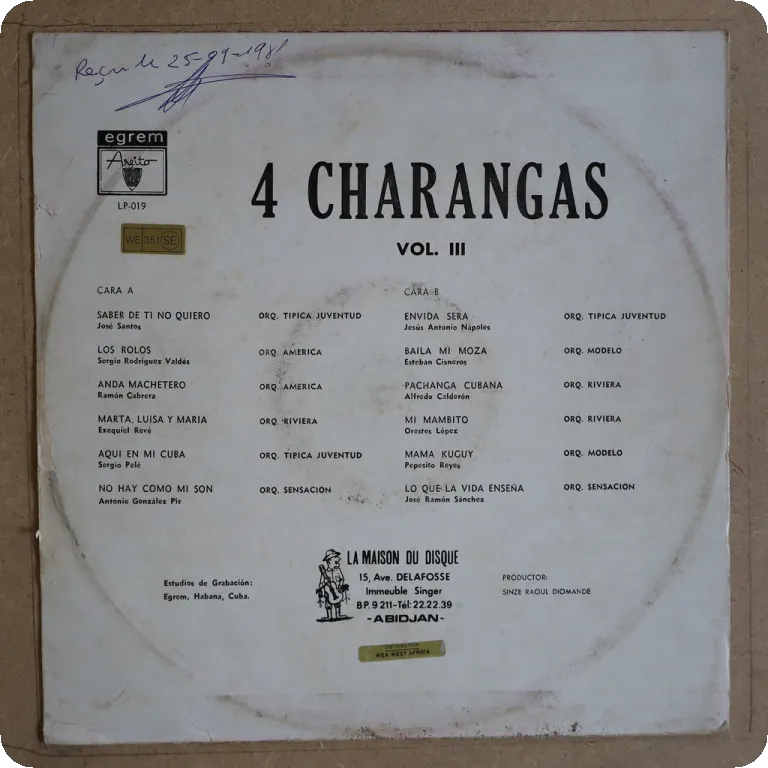 Reçu le 25-09-1981
egrem
Areito
LP-019
WE 351 SE
4 CHARANGAS
VOL. III
CARA A
SABER DE TI NO QUIERO ORQ. TIPICA JUVENTUD
José Santos
LOS ROLOS ORQ AMERICA
Sergio Rodríguez Valdés
ANDA MACHETERO ORQ AMERICA
Ramón Cabrera
MARTA, LUISA Y MARIA ORQ. RIVIERA
Ezequiel Rové
AQUI EN MI CUBA ORQ. TIPICA JUVENTUD
Sergio Pelé
NO HAY COMO MI SON ORQ. SENSACION
Antonio González Pis
CARA B
ENVIDA SERA ORQ. TIPICA JUVENTUD
Jesús Antonio Nápoles
BAILA MI MOZA ORQ. MODELO
Esteban Cisneros
PACHANGA CUBANA ORQ. RIVIERA
Alfredo Calderón
MI MAMBITO ORQ. RIVIERA
Orestes López
MAMA KUGUY ORQ. MODELO
Pepesito Reyes
LO QUE LA VIDA ENSEÑA ORQ. SENSACION
José Ramón Sánchez
Estudios de Grabación:
Egrem, Habana, Cuba.
LA MAISON DU DISQUE
15, Ave. DELAFOSSE
Immeuble Singer
B P. 9 211-Tél: 22.22.39
- ABIDJAN -
PRODUCTOR:
SINZE RAOUL DIOMANDE
WEA WEST AFRICA